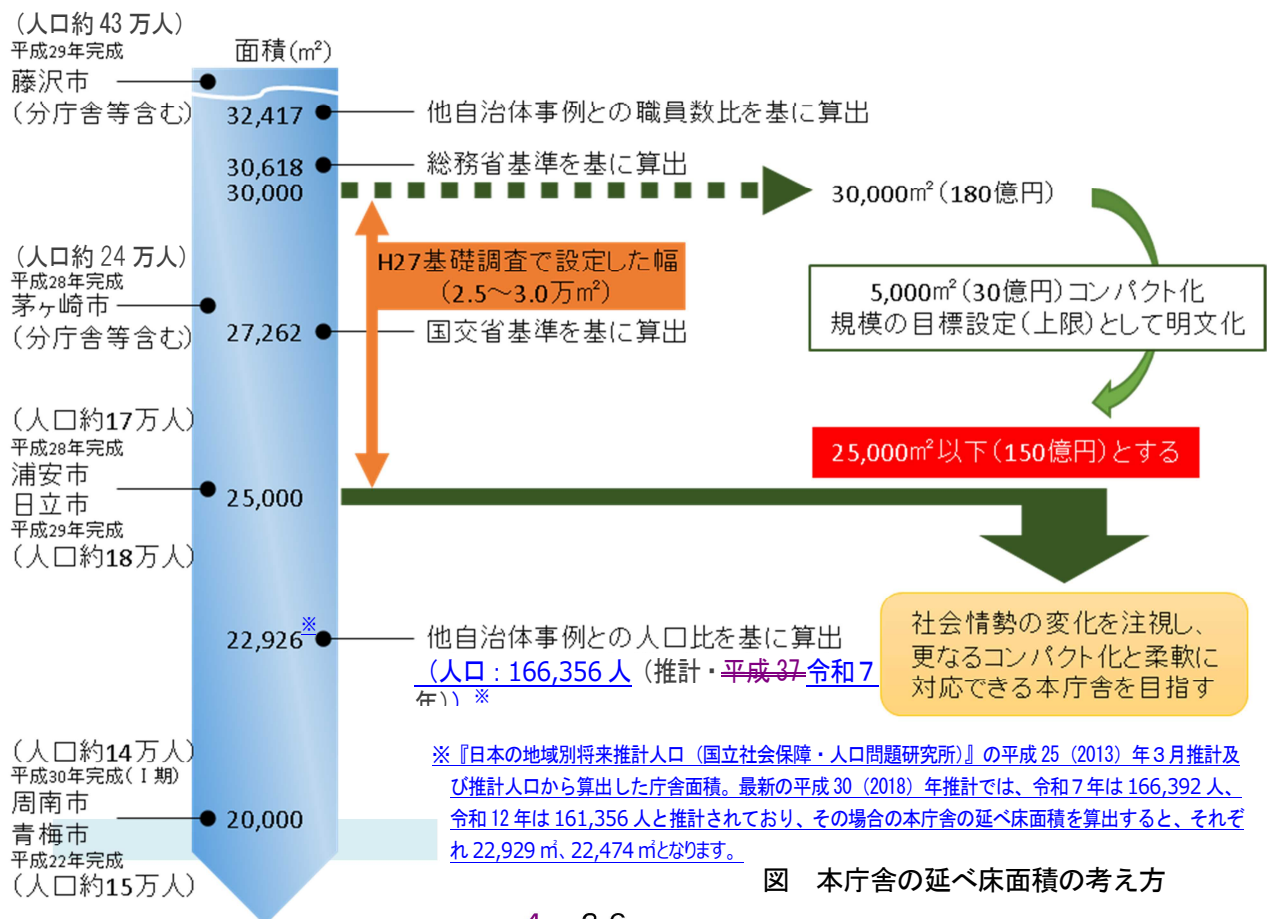 （人口約 43 万人）
平成29年完成
面積(㎡)
藤沢市
（分庁舎等含む）
32,417
他自治体事例との職員数比を基に算出
30,618
総務省基準を基に算出
30,000
30,000㎡（180億円）
（人口約 24 万人）
平成28年完成
茅ヶ崎市
（分庁舎等含む）
H27基礎調査で設定した幅
（2.5～3.0万㎡）
5,000㎡（30億円）コンパクト化
規模の目標設定（上限）として明文化
27,262
国交省基準を基に算出
（人口約17万人）
平成28年完成
浦安市
日立市
平成29年完成
（人口約18万人）
25,000
25,000㎡以下（150億円）とする
22,926※
他自治体事例との人口比を基に算出
（人口：166,356 人（推計・平成 37 令和７
年））※
社会情勢の変化を注視し、
更なるコンパクト化と柔軟に
対応できる本庁舎を目指す
（人口約14万人）
平成30年完成（Ⅰ期）
周南市
青梅市
平成22年完成
（人口約15万人）
20,000
※『日本の地域別将来推計人口（国立社会保障・人口問題研究所）』の平成 25（2013）年３月推計及
び推計人口から算出した庁舎面積。最新の平成 30（2018）年推計では、令和７年は 166,392 人、
令和 12 年は 161,356 人と推計されており、その場合の本庁舎の延べ床面積を算出すると、それぞ
れ 22,929 ㎡、22,474 ㎡となります。
図　本庁舎の延べ床面積の考え方